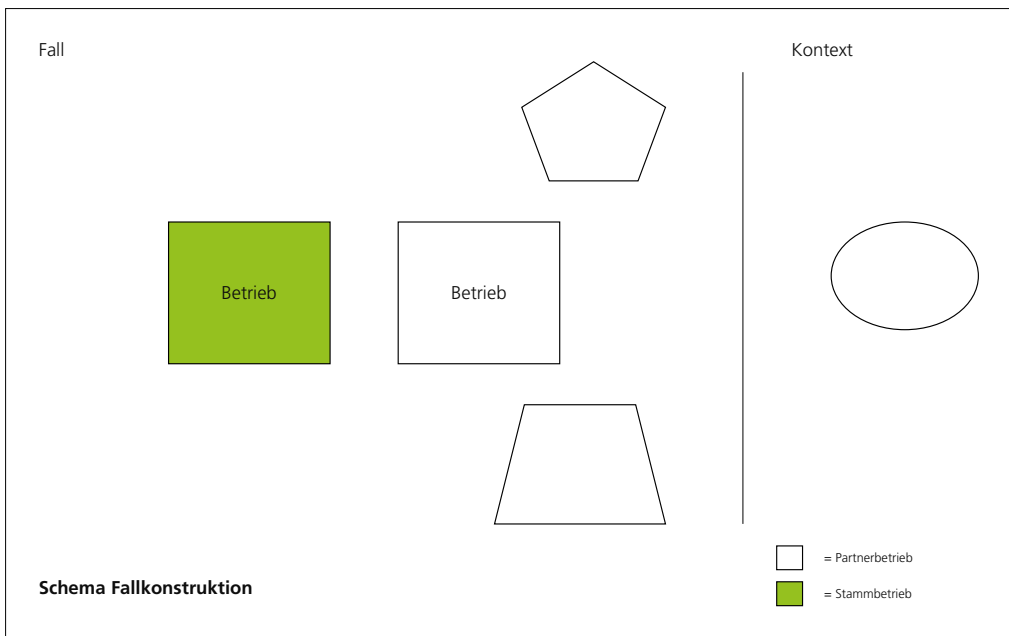 Fall
Kontext
Betrieb
Betrieb
= Partnerbetrieb
= Stammbetrieb
Schema Fallkonstruktion